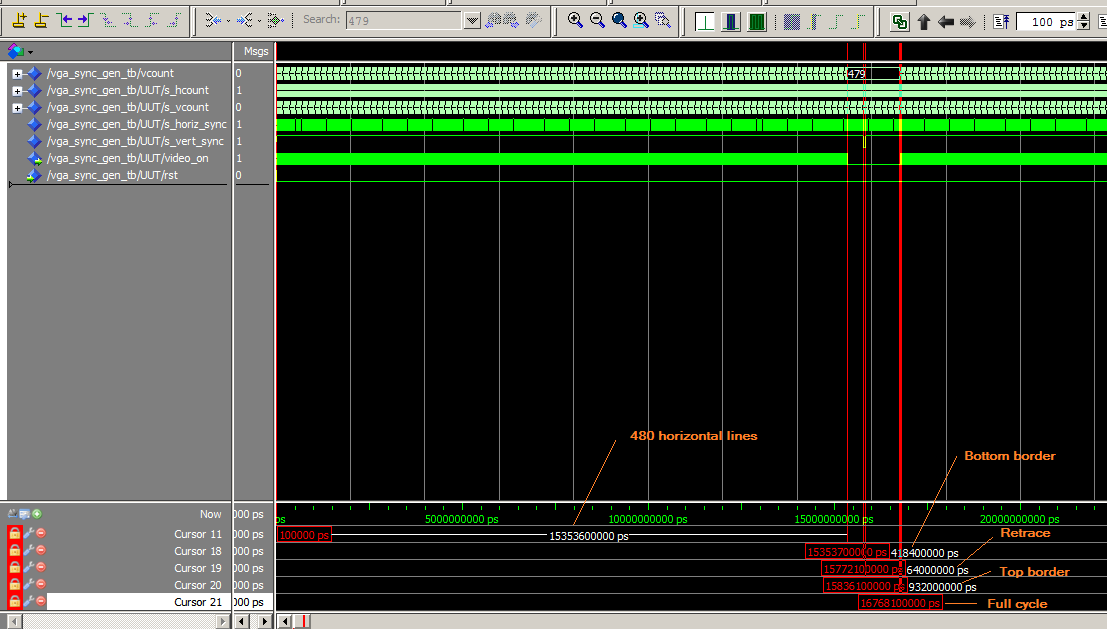 Search: 479
100 ps
Msgs
/vga_sync_gen_tb/vcount 0
/vga_sync_gen_tb/UUT/s_hcount 1
/vga_sync_gen_tb/UUT/s_vcount 0
/vga_sync_gen_tb/UUT/s_horiz_sync 1
/vga_sync_gen_tb/UUT/s_vert_sync 1
/vga_sync_gen_tb/UUT/video_on 1
/vga_sync_gen_tb/UUT/rst 0
479
480 horizontal lines
Bottom border
Now 000 ps
ps 5000000000 ps 10000000000 ps 15000000000 ps 20000000000 ps
Cursor 11 000 ps 100000 ps 15353600000 ps
Retrace
Cursor 18 000 ps 15353700000 ps 418400000 ps
Cursor 19 000 ps 15772100000 ps 64000000 ps
Top border
Cursor 20 000 ps 15836100000 ps 932000000 ps
Cursor 21 000 ps 16768100000 ps Full cycle